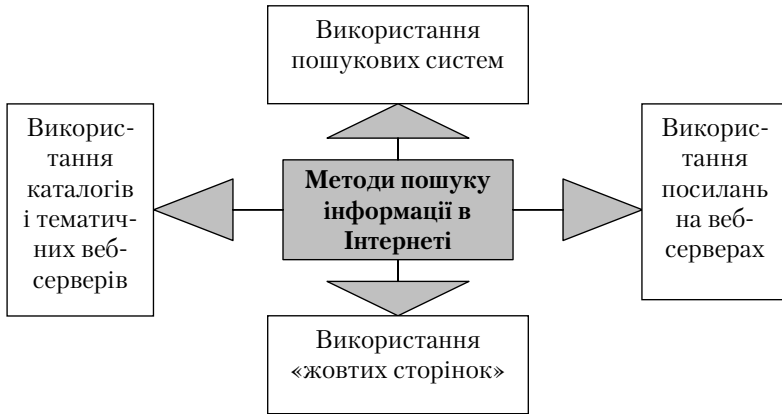 Використання
пошукових систем
Викорис-
тання
каталогів
і тематич-
них веб-
серверів
Методи пошуку
інформації в
Інтернеті
Викорис-
тання
посилань
на веб-
серверах
Використання
«жовтих сторінок»